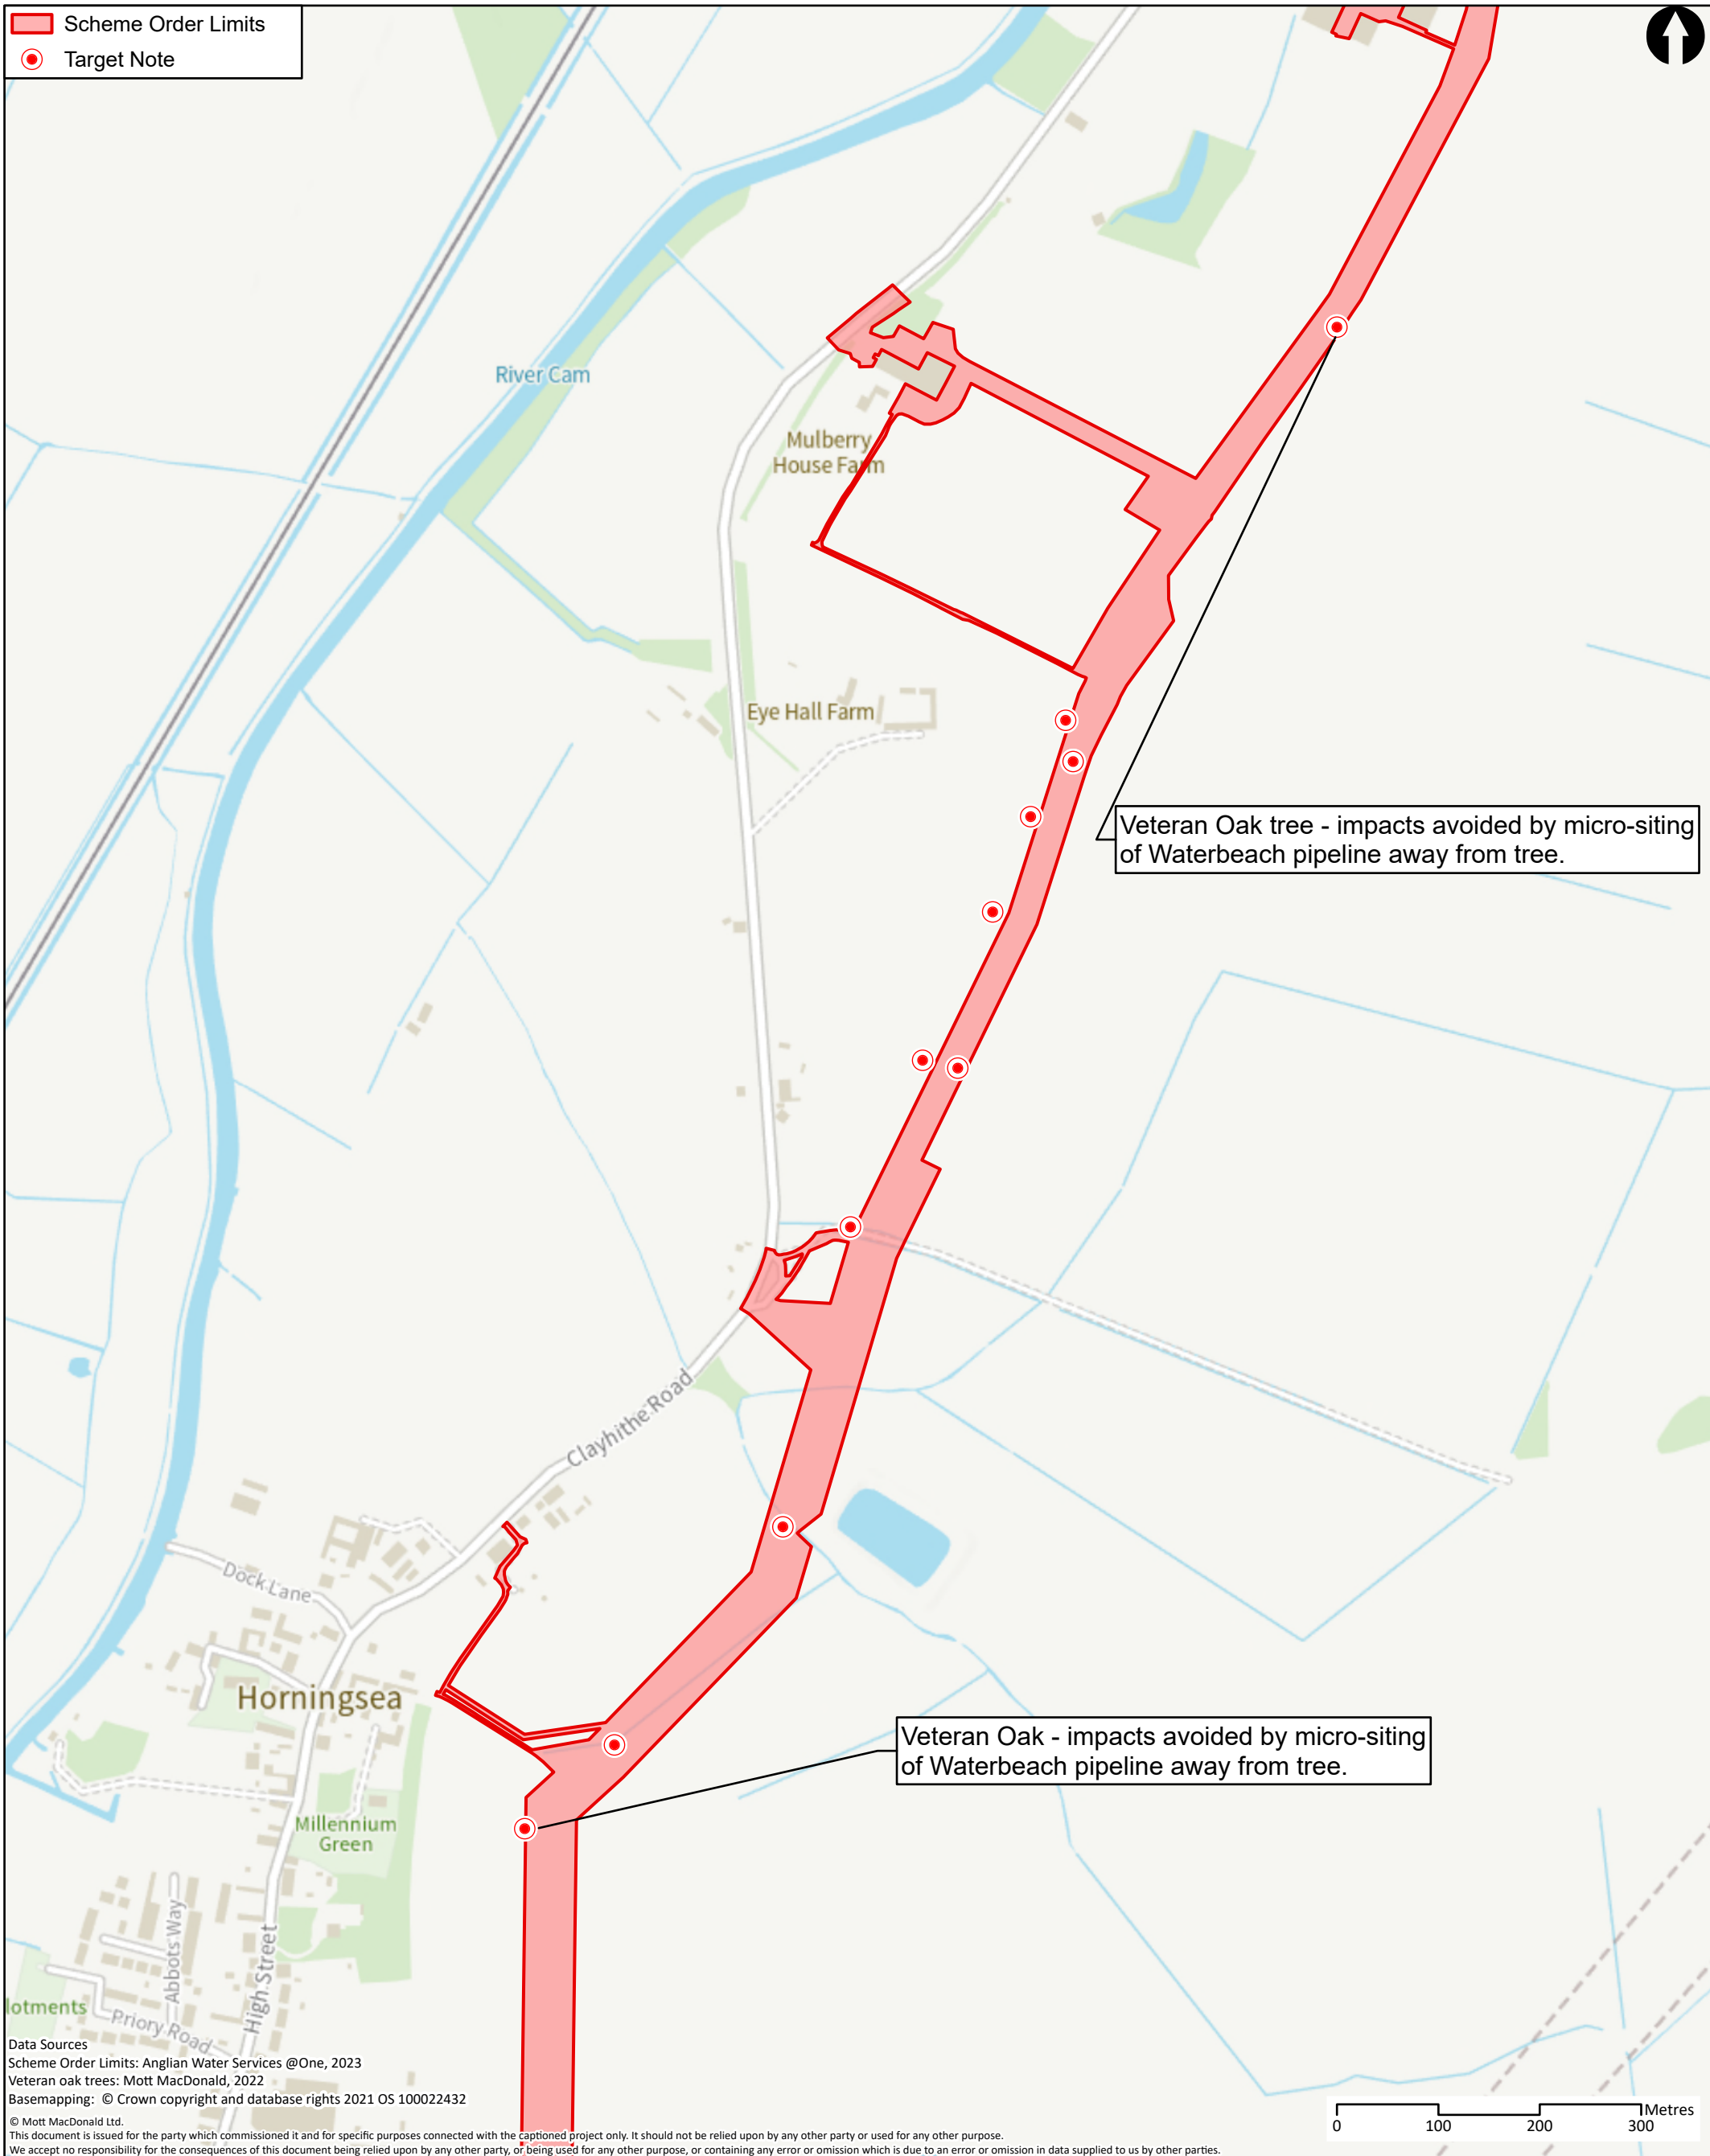 Scheme Order Limits
Target Note
River Cam
Mulberry
House Farm
Eye Hall Farm
Veteran Oak tree - impacts avoided by micro-siting
of Waterbeach pipeline away from tree.
Clayhithe Road
Dock Lane
Horningsea
Veteran Oak - impacts avoided by micro-siting
of Waterbeach pipeline away from tree.
Millennium
Green
Abbots Way
High Street
lotments
Priory Road
Data Sources
Scheme Order Limits: Anglian Water Services @One, 2023
Veteran oak trees: Mott MacDonald, 2022
Basemapping: © Crown copyright and database rights 2021 OS 100022432
© Mott MacDonald Ltd.
This document is issued for the party which commissioned it and for specific purposes connected with the captioned project only. It should not be relied upon by any other party or used for any other purpose.
We accept no responsibility for the consequences of this document being relied upon by any other party, or being used for any other purpose, or containing any error or omission which is due to an error or omission in data supplied to us by other parties.
Metres
0 100 200 300